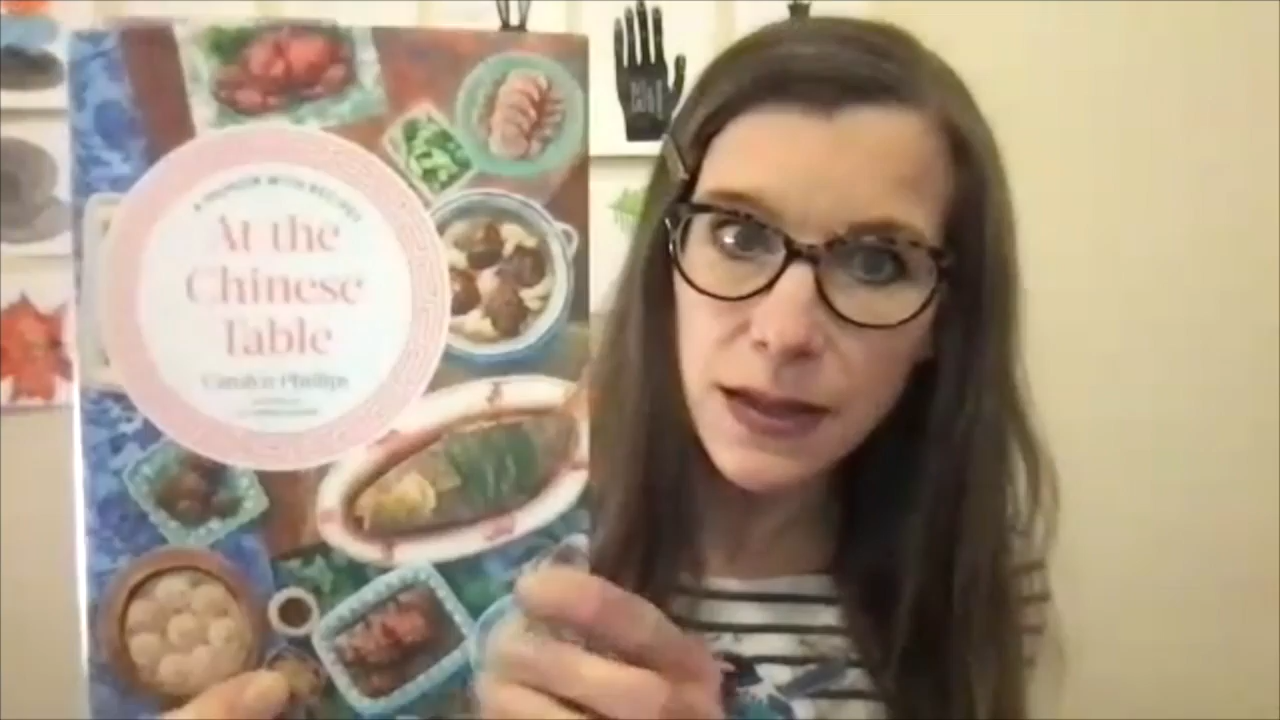 A MEMOIR WITH RECIPES
At the
Chinese
Table
Carolyn Phillips